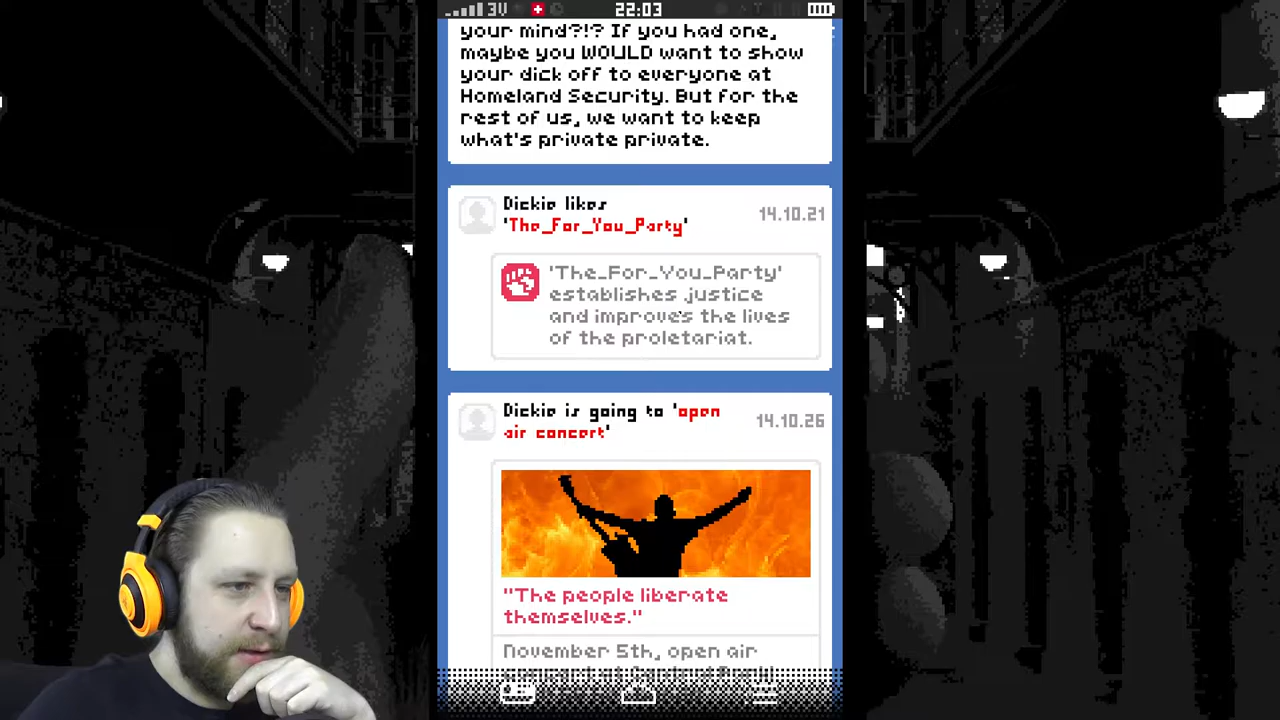 3V
22:03
your mind?!? If you had one,
maybe you WOULD want to show
your dick off to everyone at
Homeland Security. But for the
rest of us, we want to keep
what's private private.
Dickie likes
'The_For_You_Party'
14.10.21
'The_For_You_Party'
establishes justice
and improves the lives
of the proletariat.
Dickie is going to 'open
air concert'
14.10.26
"The people liberate
themselves."
November 5th, open air